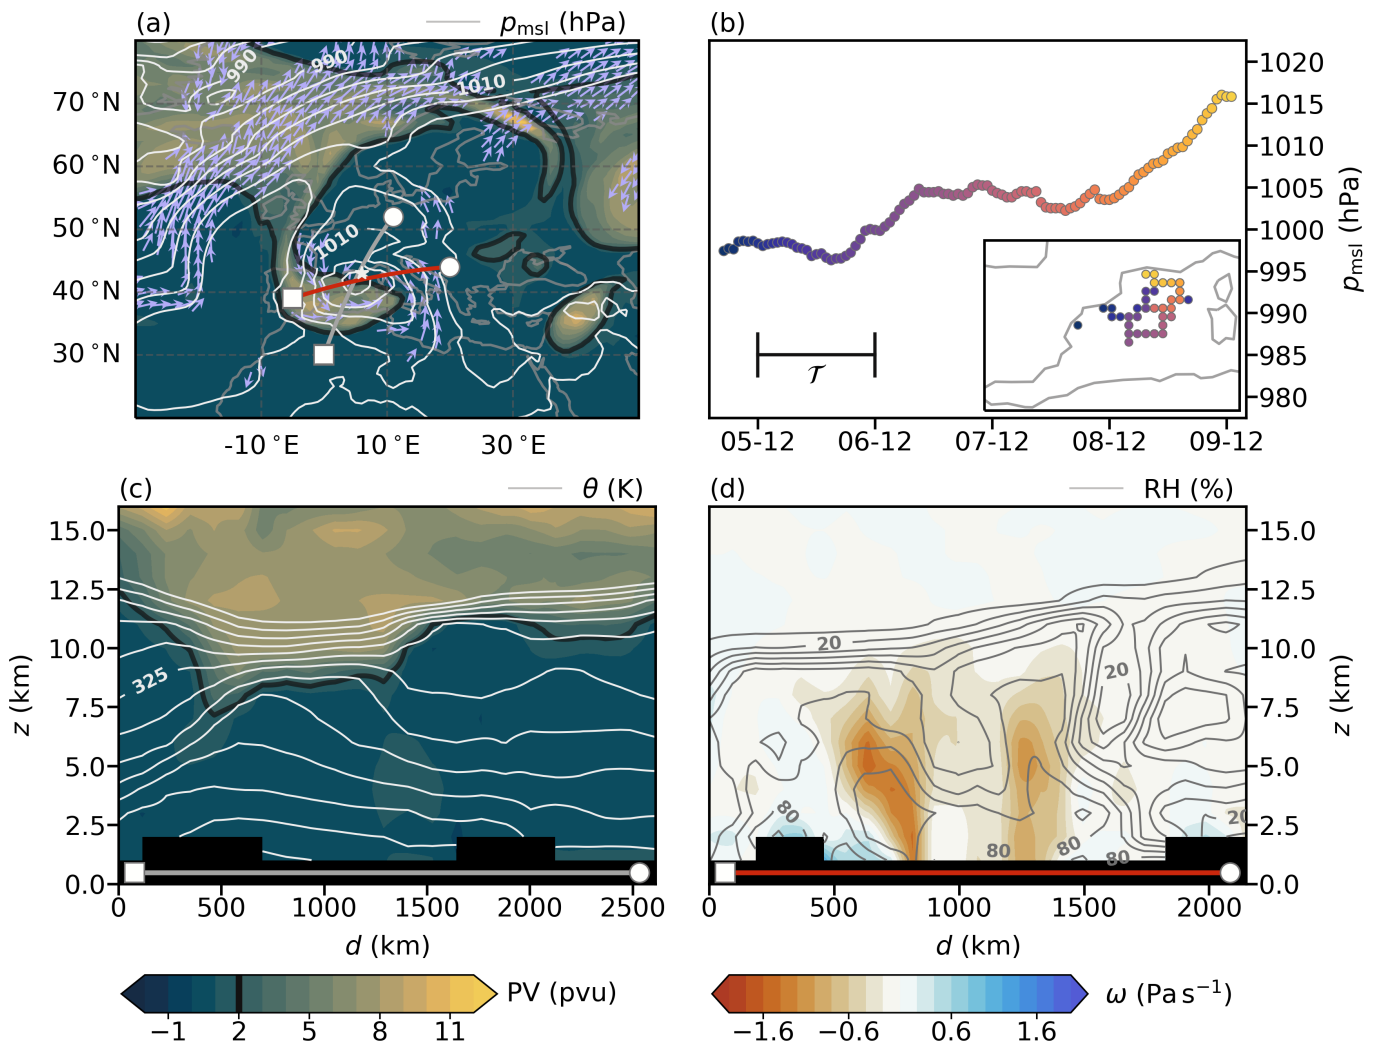 (a)
p_msl (hPa)
990
990
1010
1010
70 °N
60 °N
50 °N
40 °N
30 °N
-10 °E
10 °E
30 °E
(b)
1020
1015
1010
1005
1000
995
990
985
980
p_msl (hPa)
𝒯
05-12
06-12
07-12
08-12
09-12
(c)
θ (K)
325
15.0
12.5
10.0
7.5
5.0
2.5
0.0
z (km)
0
500
1000
1500
2000
2500
d (km)
(d)
RH (%)
20
20
80
80
80
80
20
15.0
12.5
10.0
7.5
5.0
2.5
0.0
z (km)
0
500
1000
1500
2000
d (km)
PV (pvu)
−1
2
5
8
11
ω (Pa s⁻¹)
−1.6
−0.6
0.6
1.6